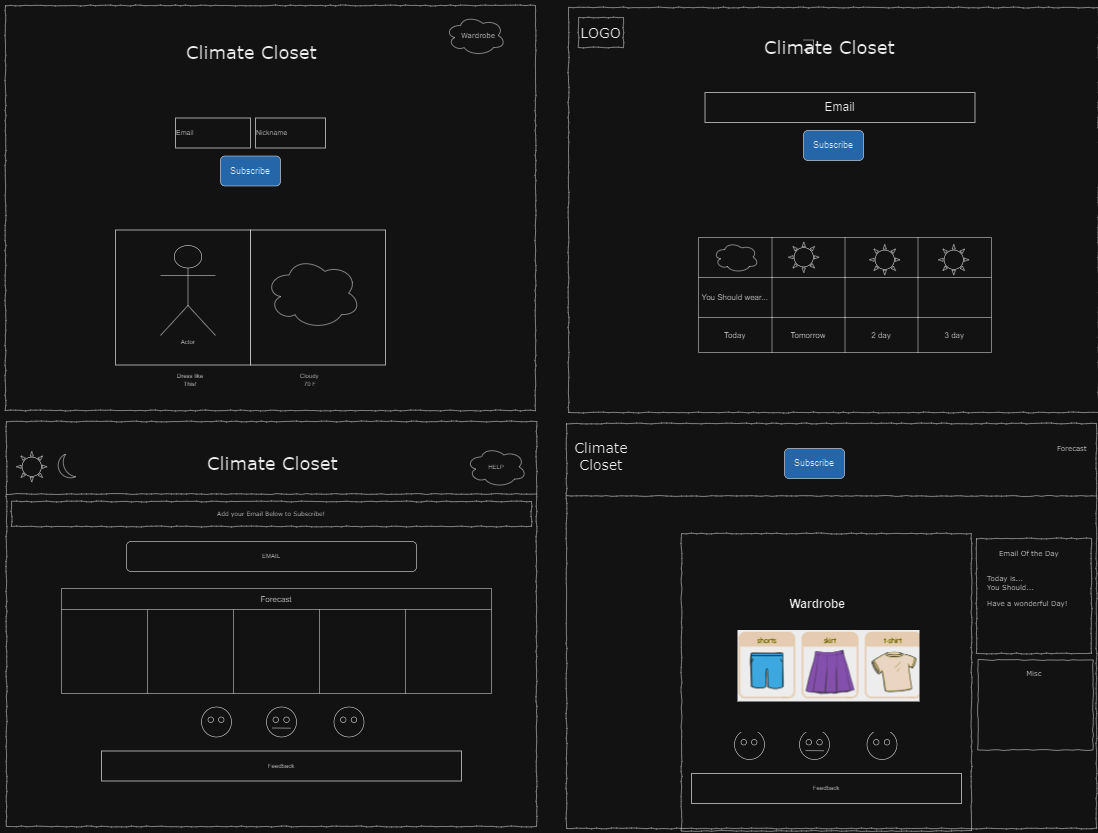 Wardrobe
Climate Closet
Email
Nickname
Subscribe
Actor
Dress like
This!
Cloudy
70 F
LOGO
Climate Closet
Email
Subscribe
You Should wear...
Today
Tomorrow
2 day
3 day
Climate Closet
HELP
Add your Email Below to Subscribe!
EMAIL
Forecast
Feedback
Climate
Closet
Subscribe
Forecast
Email Of the Day
Today is...
You Should...
Have a wonderful Day!
Wardrobe
shorts
skirt
t-shirt
Misc
Feedback